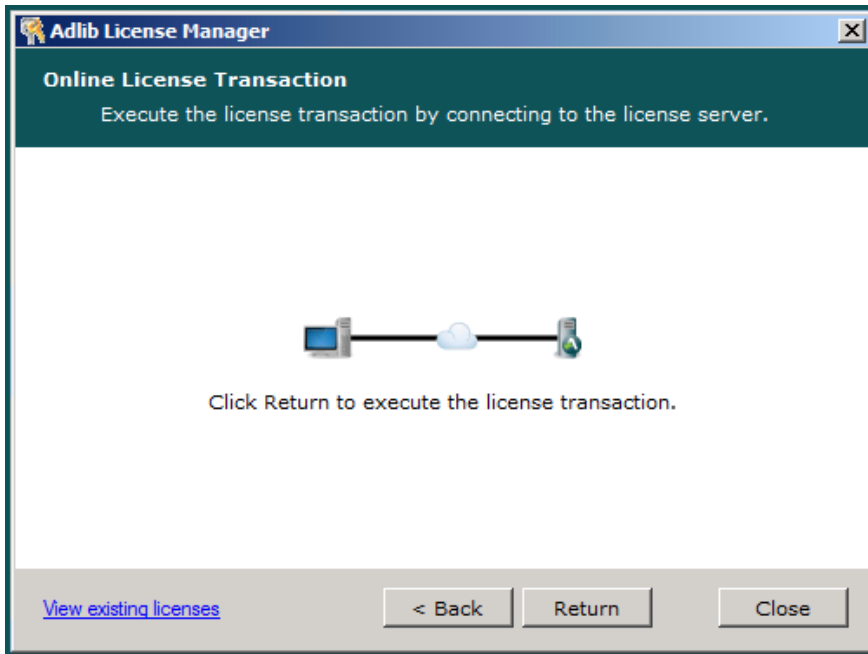 Adlib License Manager
Online License Transaction
Execute the license transaction by connecting to the license server.
Click Return to execute the license transaction.
View existing licenses
< Back
Return
Close